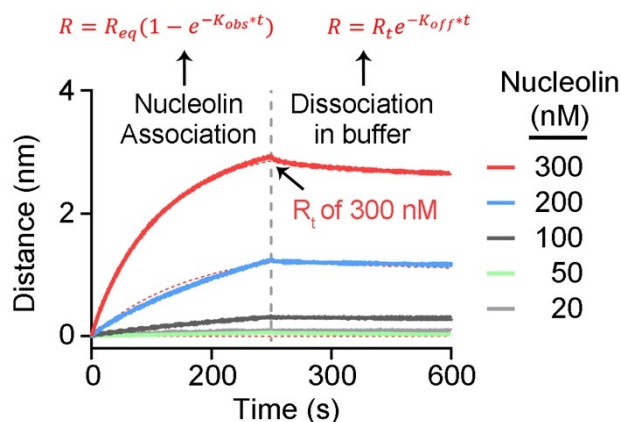 R = R_eq(1 − e^−K_obs*t)
R = R_t e^−K_off*t
Nucleolin
Association
Dissociation
in buffer
R_t of 300 nM
Distance (nm)
4
2
0
0
200
300
600
Time (s)
Nucleolin
(nM)
300
200
100
50
20